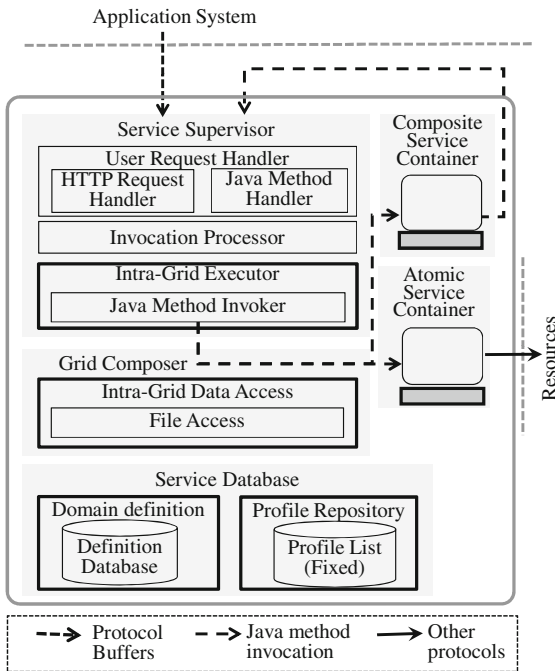 Application System
Service Supervisor
User Request Handler
HTTP Request
Handler
Java Method
Handler
Invocation Processor
Intra-Grid Executor
Java Method Invoker
Composite
Service
Container
Atomic
Service
Container
Resources
Grid Composer
Intra-Grid Data Access
File Access
Service Database
Domain definition
Definition
Database
Profile Repository
Profile List
(Fixed)
Protocol
Buffers
Java method
invocation
Other
protocols